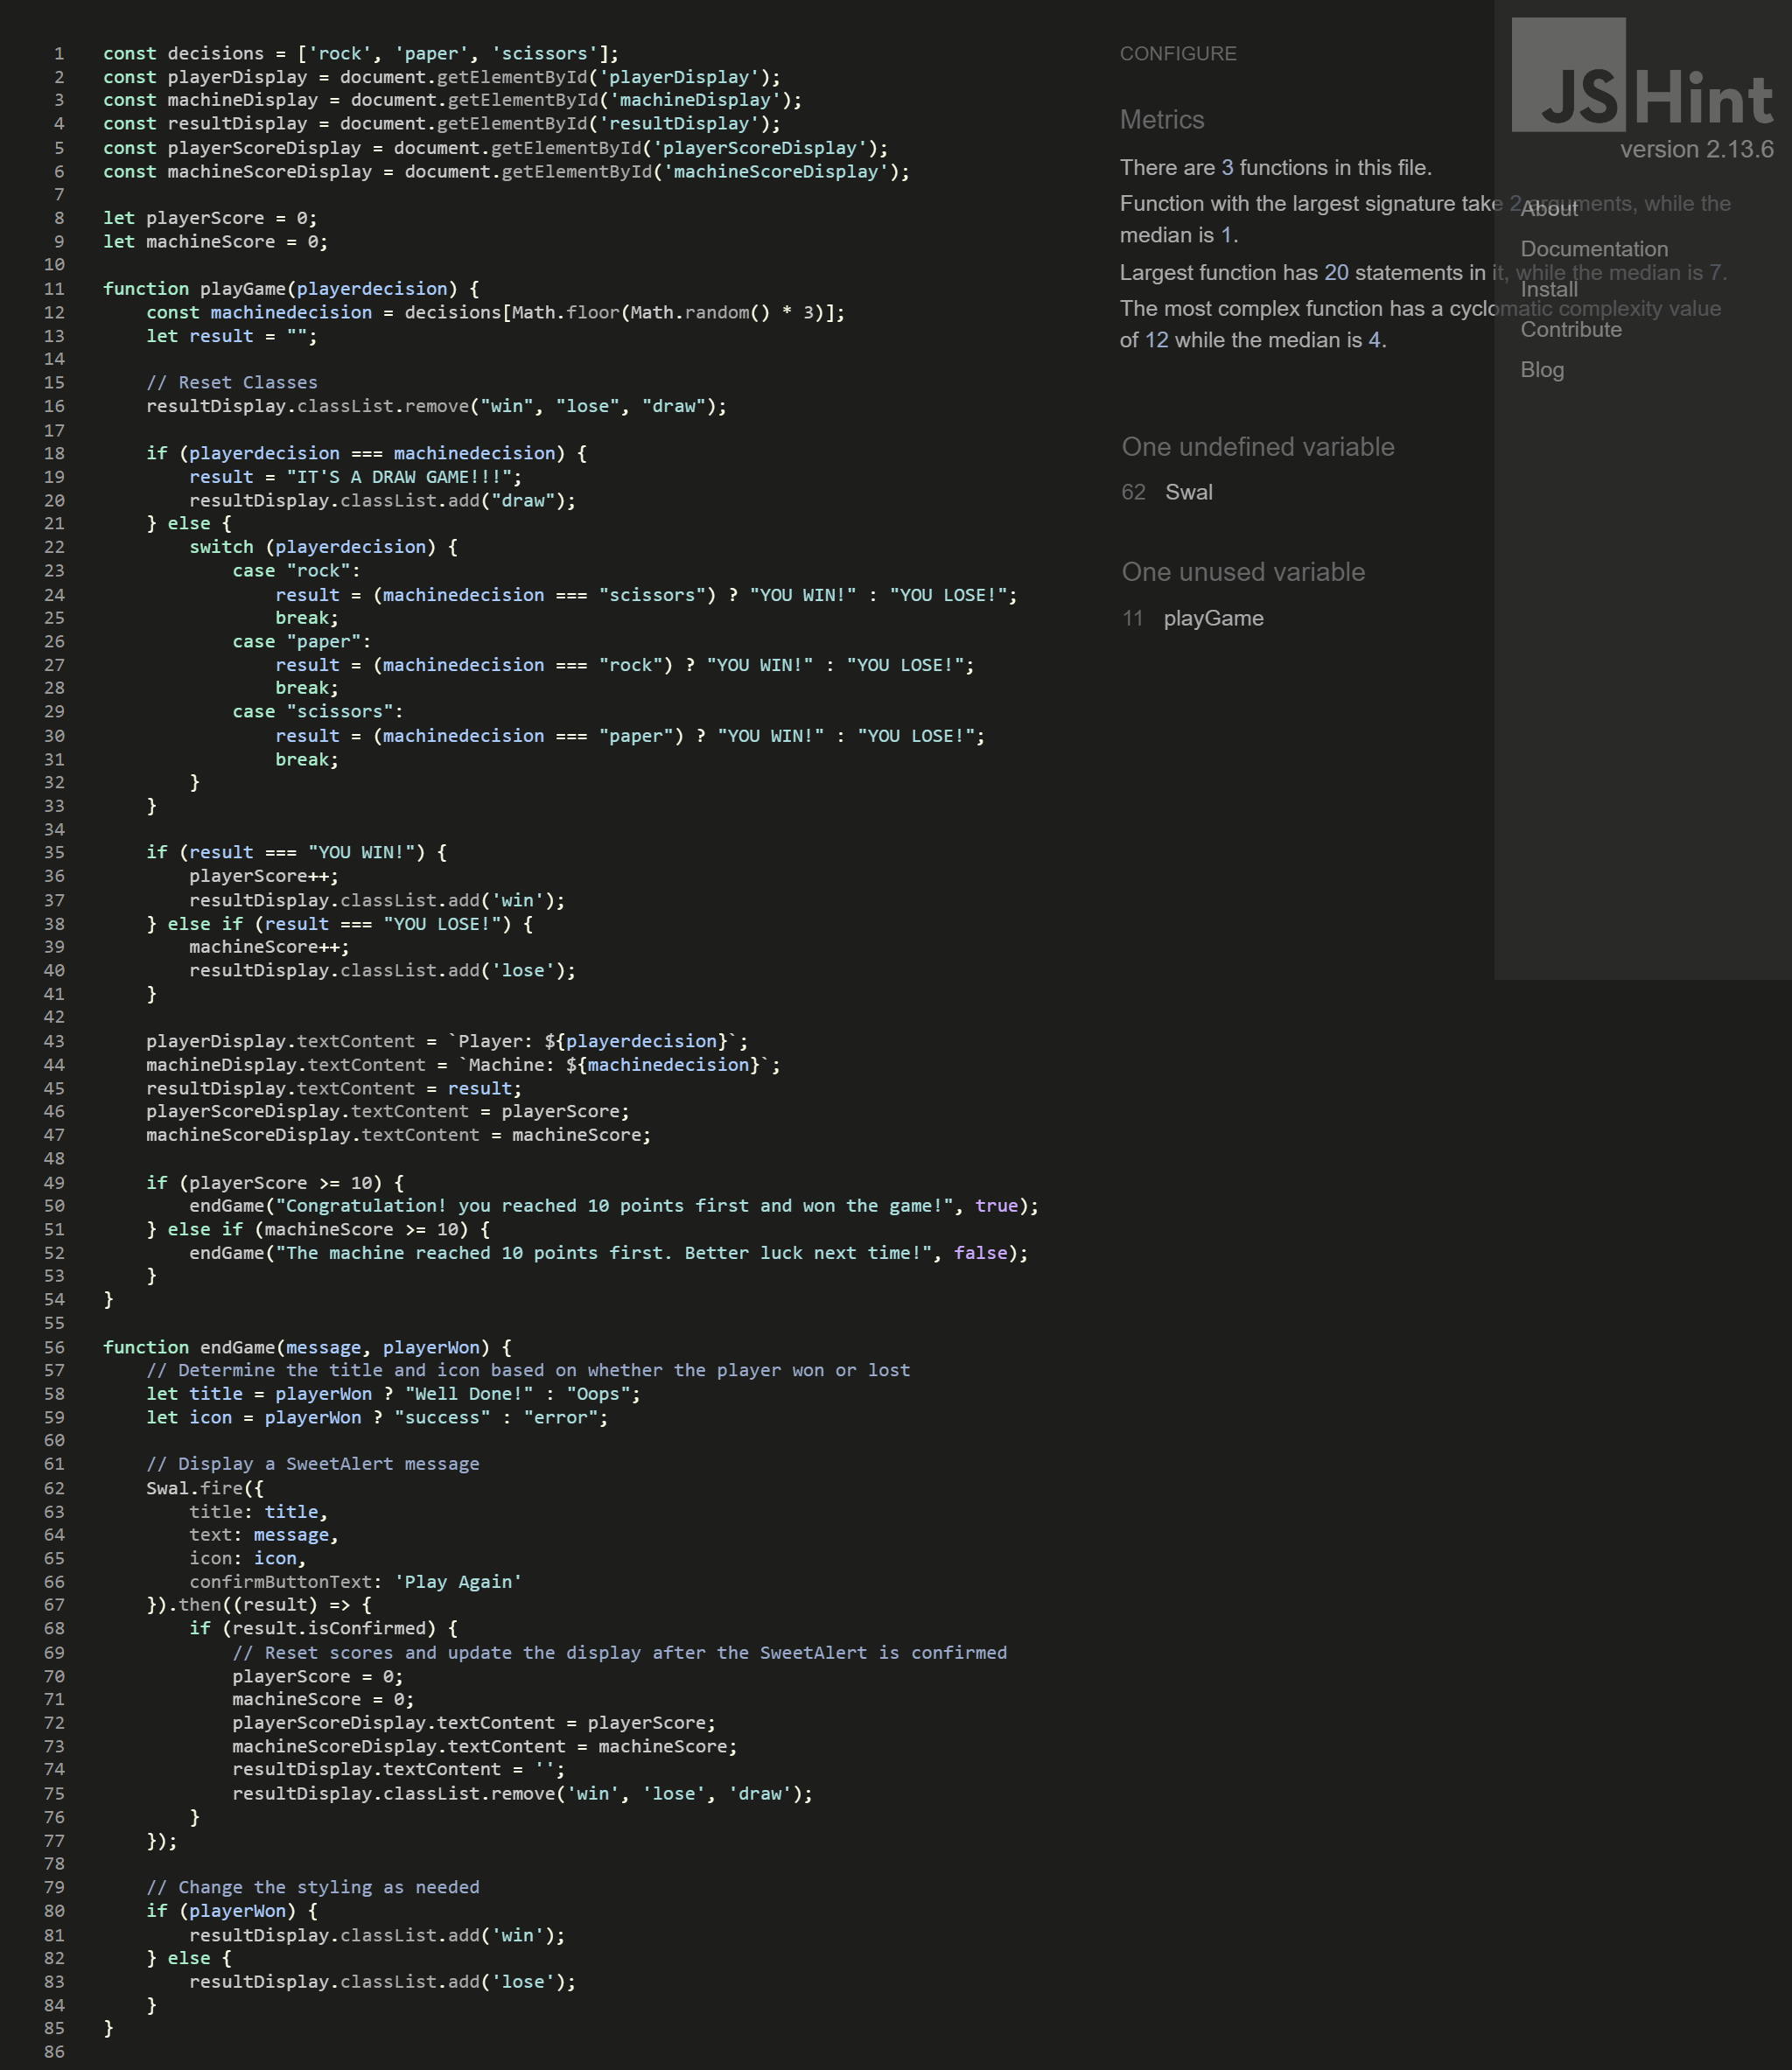 1 const decisions = ['rock', 'paper', 'scissors'];
2 const playerDisplay = document.getElementById('playerDisplay');
3 const machineDisplay = document.getElementById('machineDisplay');
4 const resultDisplay = document.getElementById('resultDisplay');
5 const playerScoreDisplay = document.getElementById('playerScoreDisplay');
6 const machineScoreDisplay = document.getElementById('machineScoreDisplay');
7
8 let playerScore = 0;
9 let machineScore = 0;
10
11 function playGame(playerdecision) {
12     const machinedecision = decisions[Math.floor(Math.random() * 3)];
13     let result = "";
14
15     // Reset Classes
16     resultDisplay.classList.remove("win", "lose", "draw");
17
18     if (playerdecision === machinedecision) {
19         result = "IT'S A DRAW GAME!!!";
20         resultDisplay.classList.add("draw");
21     } else {
22         switch (playerdecision) {
23             case "rock":
24                 result = (machinedecision === "scissors") ? "YOU WIN!" : "YOU LOSE!";
25                 break;
26             case "paper":
27                 result = (machinedecision === "rock") ? "YOU WIN!" : "YOU LOSE!";
28                 break;
29             case "scissors":
30                 result = (machinedecision === "paper") ? "YOU WIN!" : "YOU LOSE!";
31                 break;
32         }
33     }
34
35     if (result === "YOU WIN!") {
36         playerScore++;
37         resultDisplay.classList.add('win');
38     } else if (result === "YOU LOSE!") {
39         machineScore++;
40         resultDisplay.classList.add('lose');
41     }
42
43     playerDisplay.textContent = `Player: ${playerdecision}`;
44     machineDisplay.textContent = `Machine: ${machinedecision}`;
45     resultDisplay.textContent = result;
46     playerScoreDisplay.textContent = playerScore;
47     machineScoreDisplay.textContent = machineScore;
48
49     if (playerScore >= 10) {
50         endGame("Congratulation! you reached 10 points first and won the game!", true);
51     } else if (machineScore >= 10) {
52         endGame("The machine reached 10 points first. Better luck next time!", false);
53     }
54 }
55
56 function endGame(message, playerWon) {
57     // Determine the title and icon based on whether the player won or lost
58     let title = playerWon ? "Well Done!" : "Oops";
59     let icon = playerWon ? "success" : "error";
60
61     // Display a SweetAlert message
62     Swal.fire({
63         title: title,
64         text: message,
65         icon: icon,
66         confirmButtonText: 'Play Again'
67     }).then((result) => {
68         if (result.isConfirmed) {
69             // Reset scores and update the display after the SweetAlert is confirmed
70             playerScore = 0;
71             machineScore = 0;
72             playerScoreDisplay.textContent = playerScore;
73             machineScoreDisplay.textContent = machineScore;
74             resultDisplay.textContent = '';
75             resultDisplay.classList.remove('win', 'lose', 'draw');
76         }
77     });
78
79     // Change the styling as needed
80     if (playerWon) {
81         resultDisplay.classList.add('win');
82     } else {
83         resultDisplay.classList.add('lose');
84     }
85 }
86
CONFIGURE
Metrics
There are 3 functions in this file.
Function with the largest signature take 2 arguments, while the
median is 1.
Largest function has 20 statements in it, while the median is 7.
The most complex function has a cyclomatic complexity value
of 12 while the median is 4.
One undefined variable
62 Swal
One unused variable
11 playGame
JSHint
version 2.13.6
About
Documentation
Install
Contribute
Blog